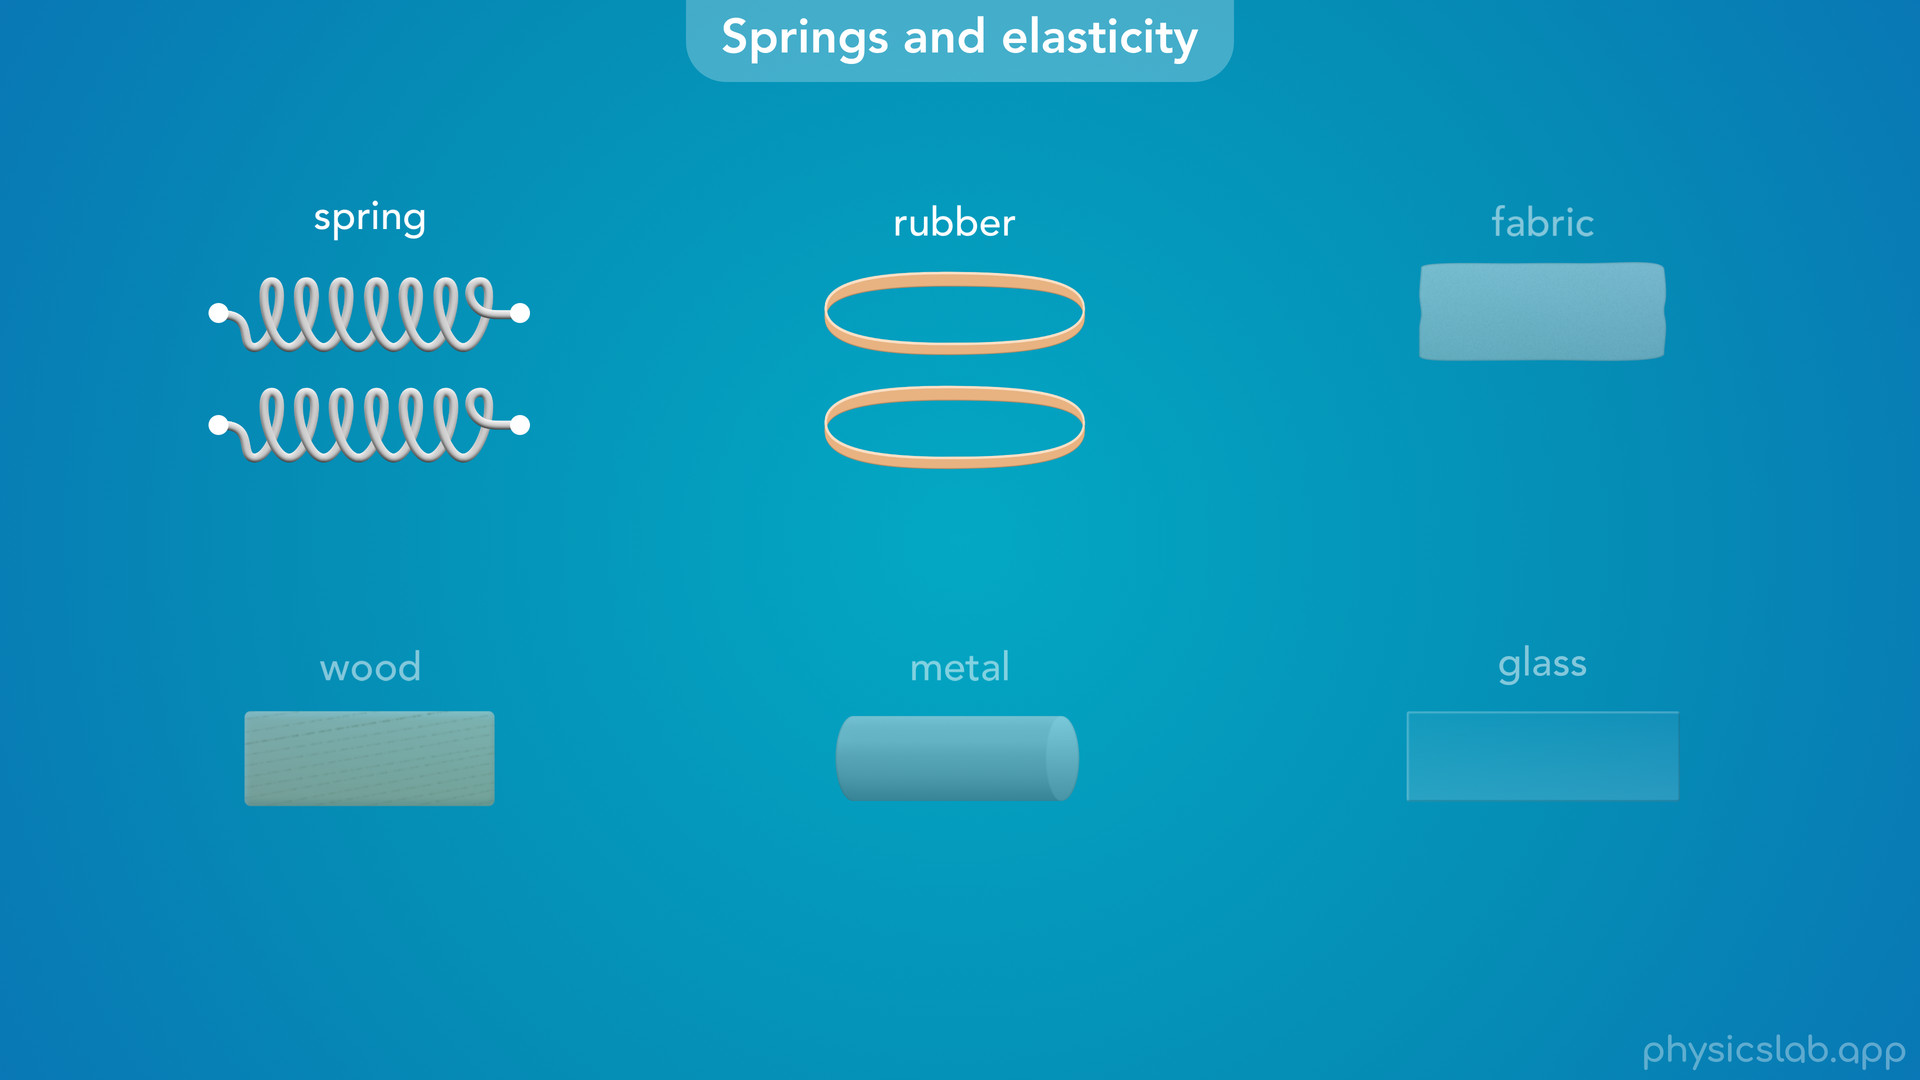 Springs and elasticity
spring
rubber
fabric
wood
metal
glass
physicslab.app